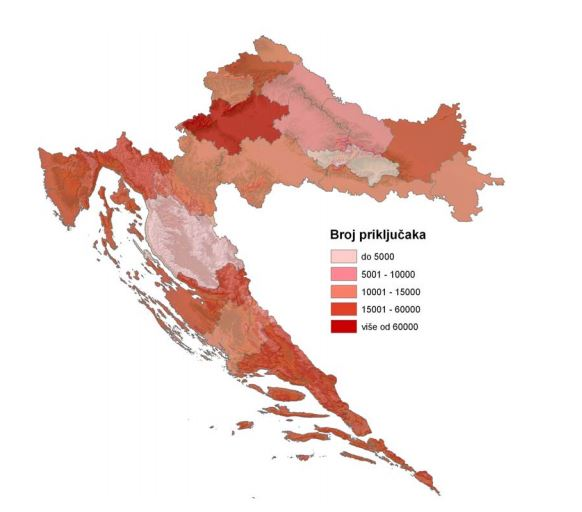 Broj priključaka
do 5000
5001 - 10000
10001 - 15000
15001 - 60000
više od 60000